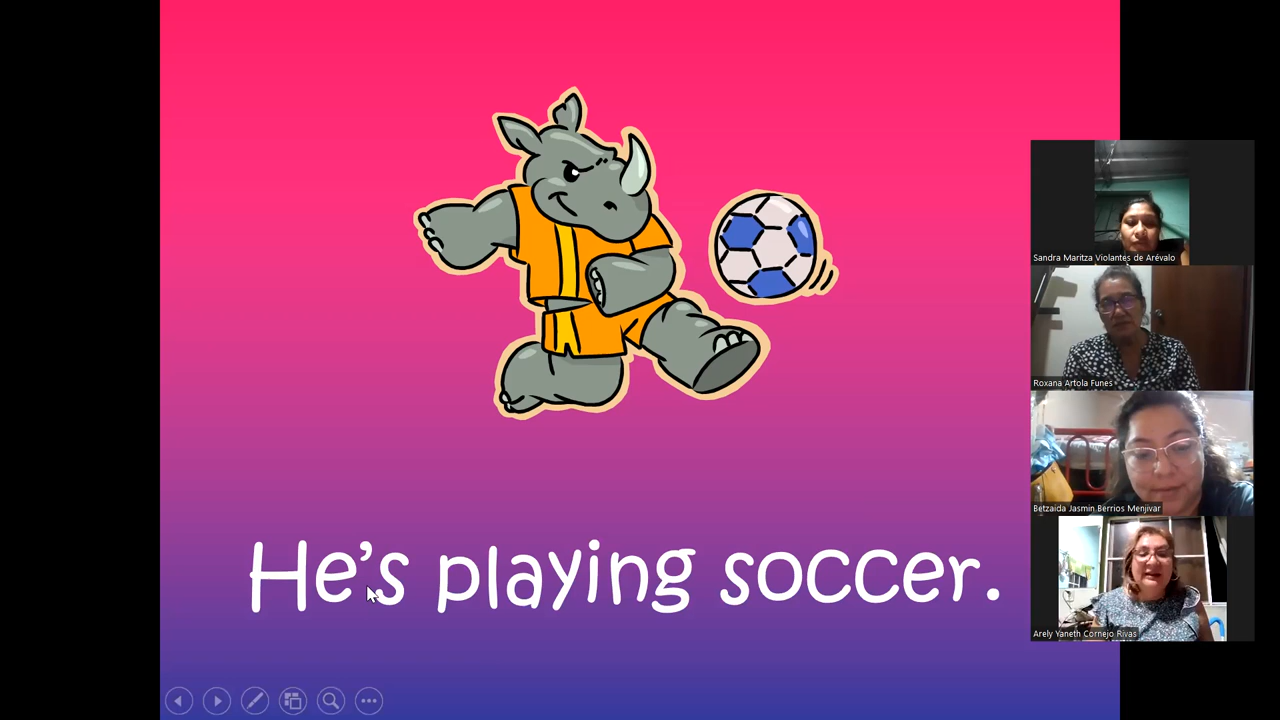 He's playing soccer.
Sandra Maritza Violantes de Arévalo
Roxana Artola Funes
Betzaida Jasmin Berrios Menjivar
Arely Yaneth Cornejo Rivas